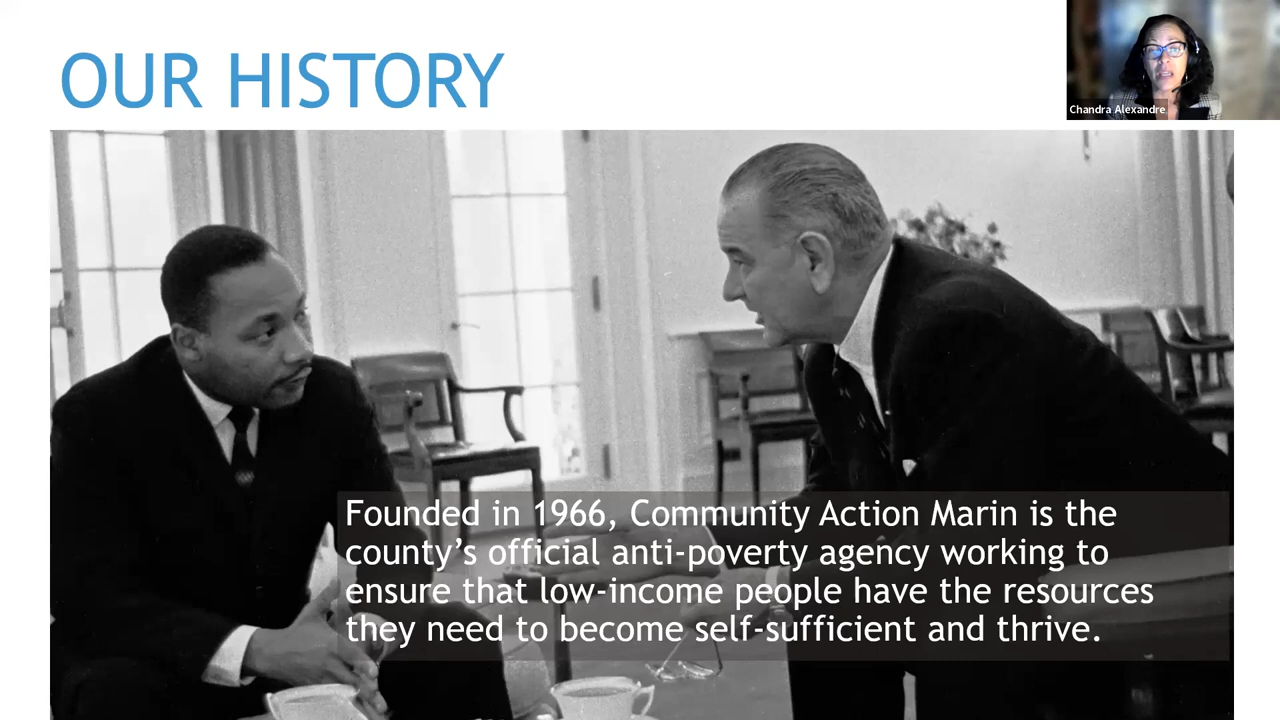 OUR HISTORY
Chandra Alexandre
Founded in 1966, Community Action Marin is the
county’s official anti-poverty agency working to
ensure that low-income people have the resources
they need to become self-sufficient and thrive.